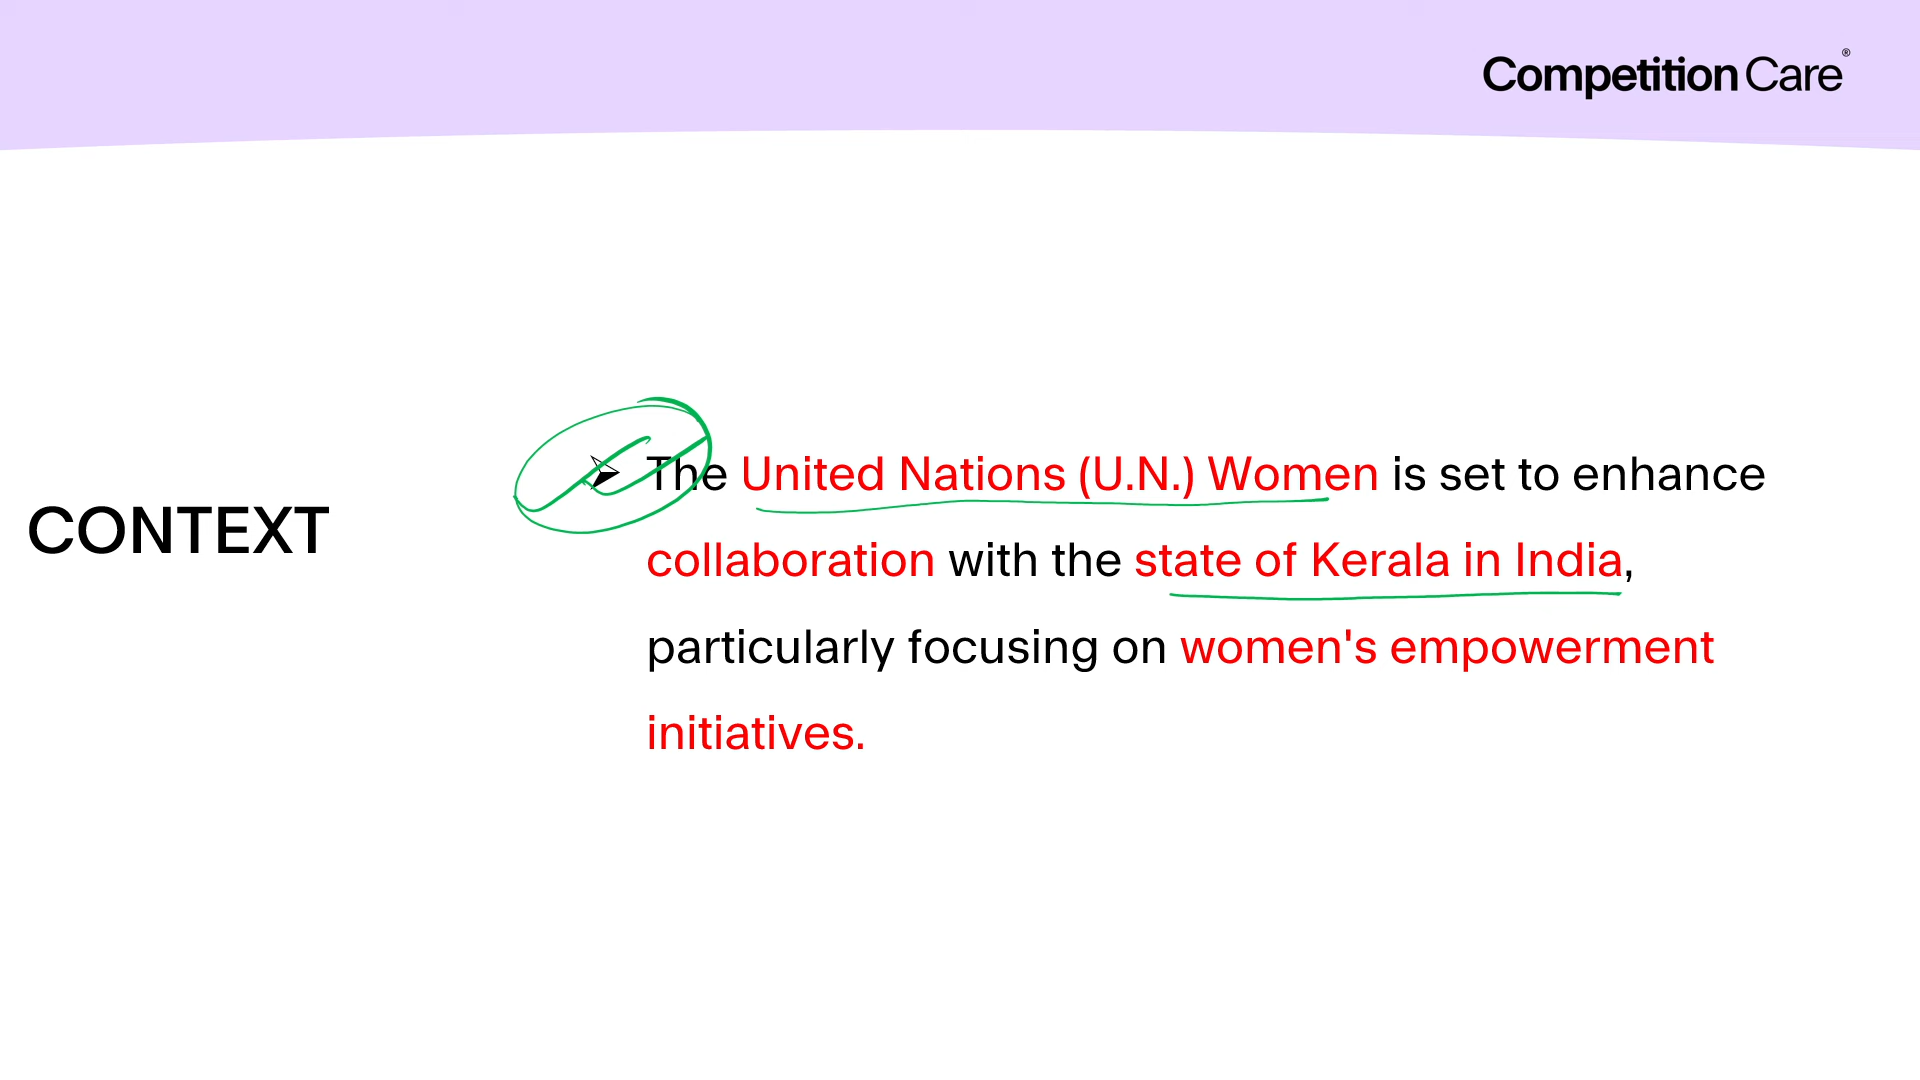 Competition Care®
CONTEXT
➢ The United Nations (U.N.) Women is set to enhance
collaboration with the state of Kerala in India,
particularly focusing on women's empowerment
initiatives.